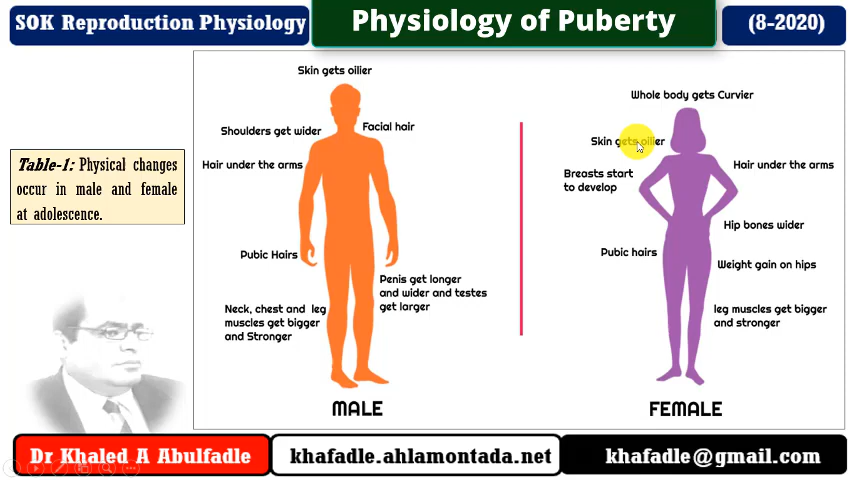 SOK Reproduction Physiology
Physiology of Puberty
(8-2020)
Table-1: Physical changes
occur in male and female
at adolescence.
Skin gets oilier
Shoulders get wider
Facial hair
Hair under the arms
Pubic Hairs
Penis get longer
and wider and testes
get larger
Neck, chest and leg
muscles get bigger
and Stronger
MALE
Whole body gets Curvier
Skin gets oilier
Breasts start
to develop
Hair under the arms
Hip bones wider
Pubic hairs
Weight gain on hips
leg muscles get bigger
and stronger
FEMALE
Dr Khaled A Abulfadle
khafadle.ahlamontada.net
khafadle@gmail.com